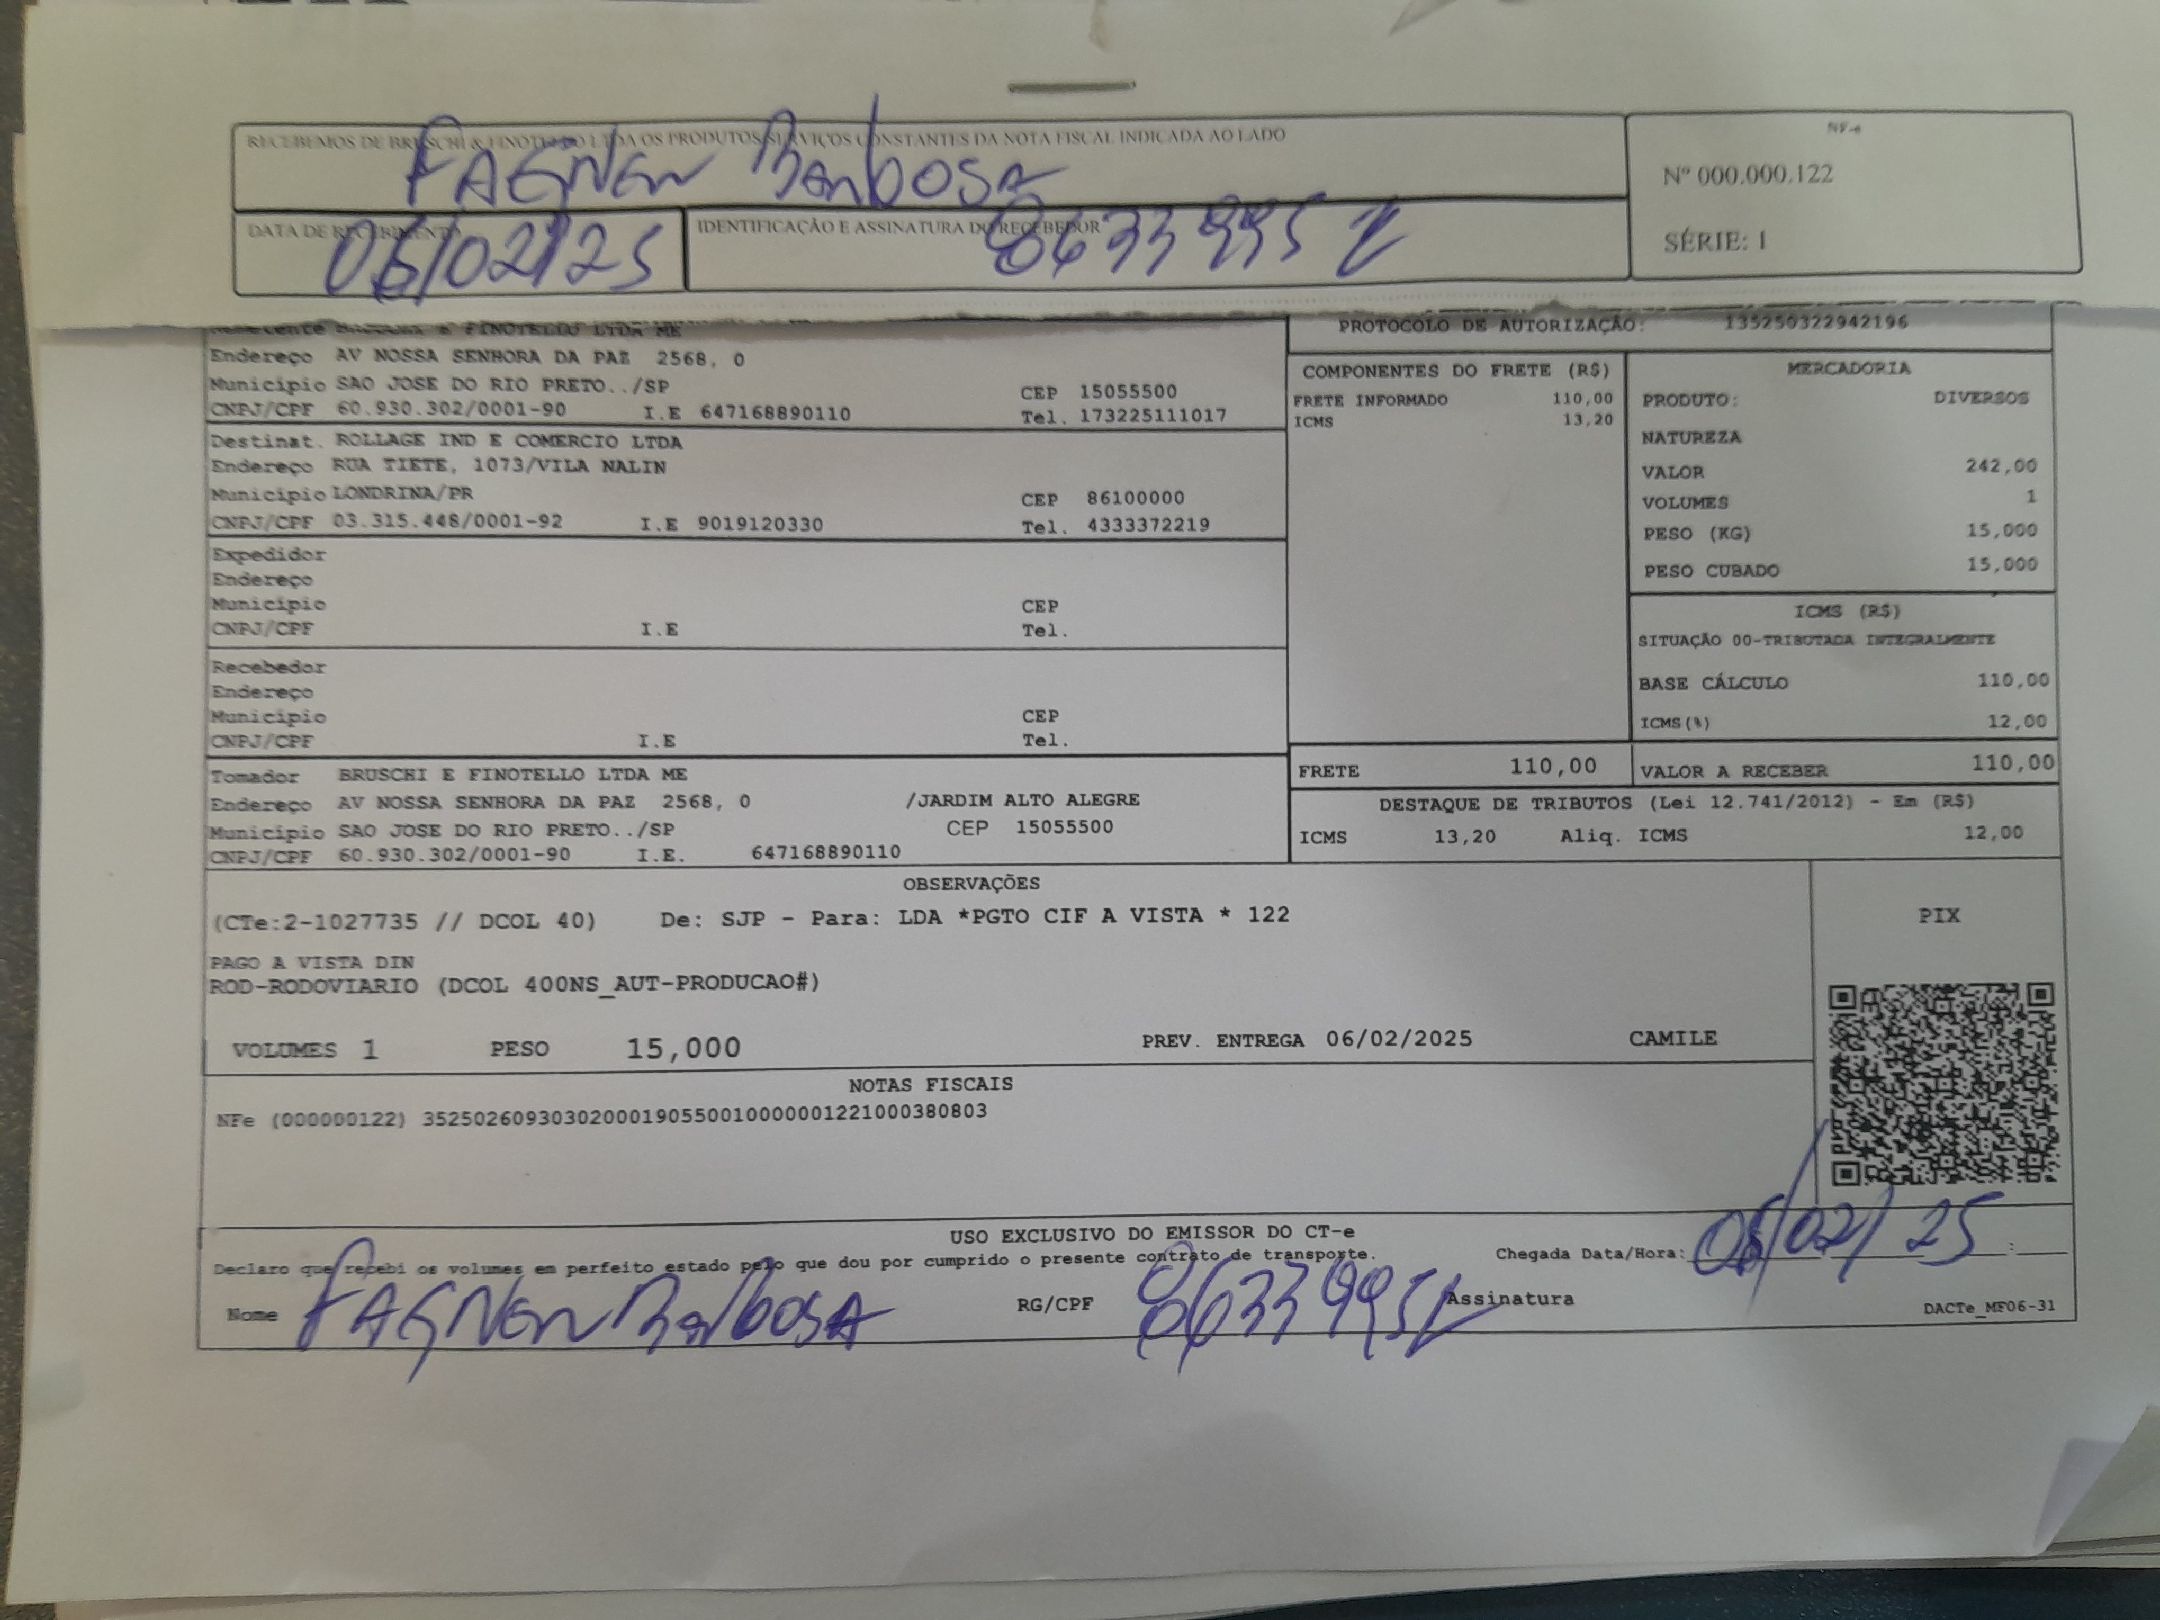 RECEBEMOS DE BRUSCHI & FINOTELLO LTDA OS PRODUTOS/SERVIÇOS CONSTANTES DA NOTA FISCAL INDICADA AO LADO
Barbosa
NF-e
Nº 000.000.122
SÉRIE: 1
DATA DE RECEBIMENTO
/02/25
IDENTIFICAÇÃO E ASSINATURA DO RECEBEDOR
FINOTELLO LTDA ME
Endereço AV NOSSA SENHORA DA PAZ 2568, 0
Município SAO JOSE DO RIO PRETO../SP CEP 15055500
CNPJ/CPF 60.930.302/0001-90 I.E 647168890110 Tel. 173225111017
Destinat. ROLLAGE IND E COMERCIO LTDA
Endereço RUA TIETE, 1073/VILA NALIN
Município LONDRINA/PR CEP 86100000
CNPJ/CPF 03.315.448/0001-92 I.E 9019120330 Tel. 4333372219
Expedidor
Endereço
Município CEP
CNPJ/CPF I.E Tel.
Recebedor
Endereço
Município CEP
CNPJ/CPF I.E Tel.
Tomador BRUSCHI E FINOTELLO LTDA ME
Endereço AV NOSSA SENHORA DA PAZ 2568, 0 /JARDIM ALTO ALEGRE
Município SAO JOSE DO RIO PRETO../SP CEP 15055500
CNPJ/CPF 60.930.302/0001-90 I.E. 647168890110
PROTOCOLO DE AUTORIZAÇÃO: 135250322942196
COMPONENTES DO FRETE (R$)
FRETE INFORMADO 110,00
ICMS 13,20
MERCADORIA
PRODUTO: DIVERSOS
NATUREZA
VALOR 242,00
VOLUMES 1
PESO (KG) 15,000
PESO CUBADO 15,000
ICMS (R$)
SITUAÇÃO 00-TRIBUTADA INTEGRALMENTE
BASE CÁLCULO 110,00
ICMS(%) 12,00
FRETE 110,00 VALOR A RECEBER 110,00
DESTAQUE DE TRIBUTOS (Lei 12.741/2012) - Em (R$)
ICMS 13,20 Aliq. ICMS 12,00
OBSERVAÇÕES
(CTe:2-1027735 // DCOL 40) De: SJP - Para: LDA *PGTO CIF A VISTA * 122
PAGO A VISTA DIN
ROD-RODOVIARIO (DCOL 400NS_AUT-PRODUCAO#)
VOLUMES 1 PESO 15,000 PREV. ENTREGA 06/02/2025 CAMILE
PIX
NOTAS FISCAIS
NFe (000000122) 35250260930302000190550010000001221000380803
USO EXCLUSIVO DO EMISSOR DO CT-e
Declaro que recebi os volumes em perfeito estado pelo que dou por cumprido o presente contrato de transporte. Chegada Data/Hora: /02/25 :
Nome Barbosa RG/CPF Assinatura
DACTe_MF06-31